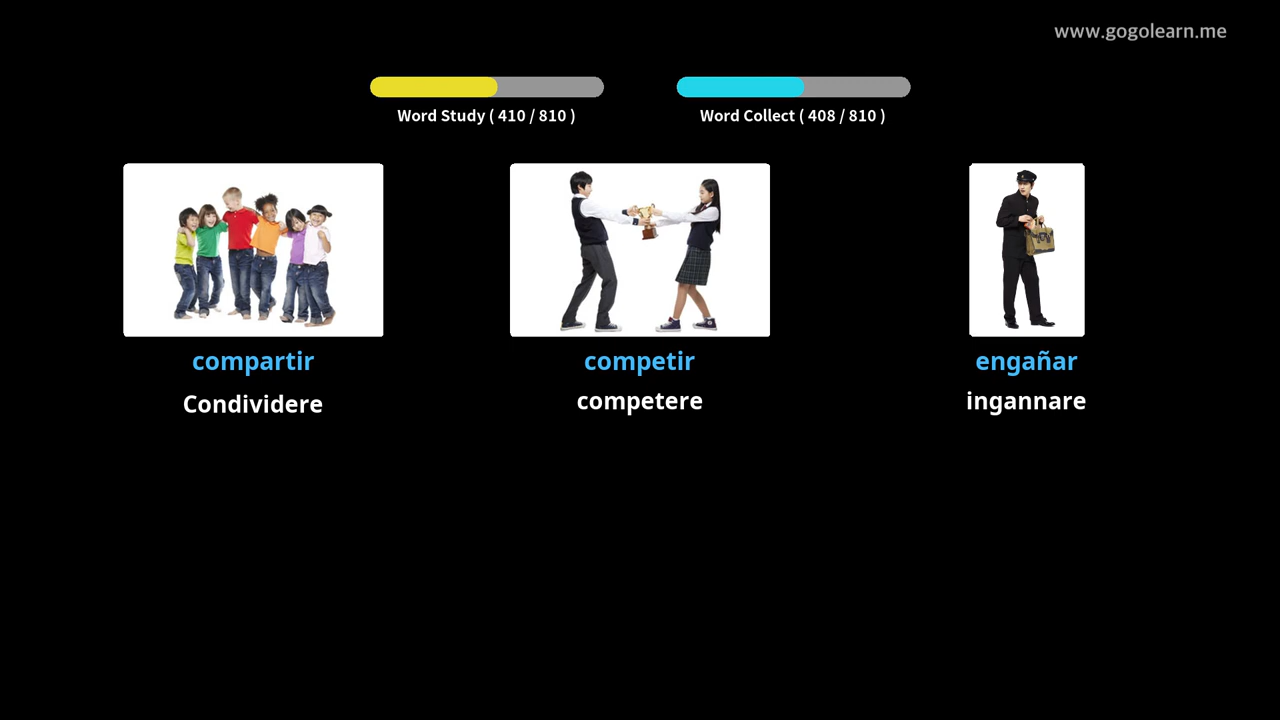 www.gogolearn.me
Word Study ( 410 / 810 )
Word Collect ( 408 / 810 )
compartir
competir
engañar
Condividere
competere
ingannare